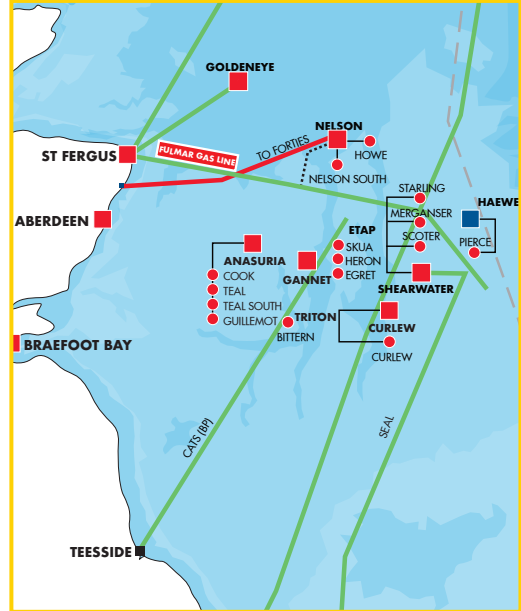 GOLDENEYE
NELSON
TO FORTIES
FULMAR GAS LINE
ST FERGUS
HOWE
NELSON SOUTH
STARLING
HAEWE
MERGANSER
ABERDEEN
ETAP
SCOTER
SKUA
PIERCE
ANASURIA
HERON
COOK
GANNET
EGRET
SHEARWATER
TEAL
TEAL SOUTH
TRITON
GUILLEMOT
CURLEW
BITTERN
BRAEFOOT BAY
CURLEW
CATS (BP)
SEAL
TEESSIDE